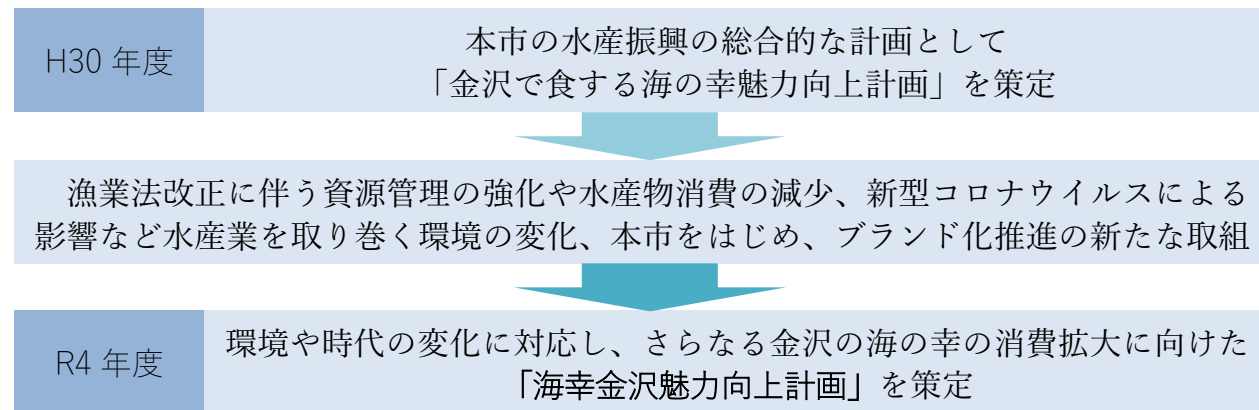 H30 年度
本市の水産振興の総合的な計画として
「金沢で食する海の幸魅力向上計画」を策定
漁業法改正に伴う資源管理の強化や水産物消費の減少、新型コロナウイルスによる
影響など水産業を取り巻く環境の変化、本市をはじめ、ブランド化推進の新たな取組
R4 年度
環境や時代の変化に対応し、さらなる金沢の海の幸の消費拡大に向けた
「海幸金沢魅力向上計画」を策定